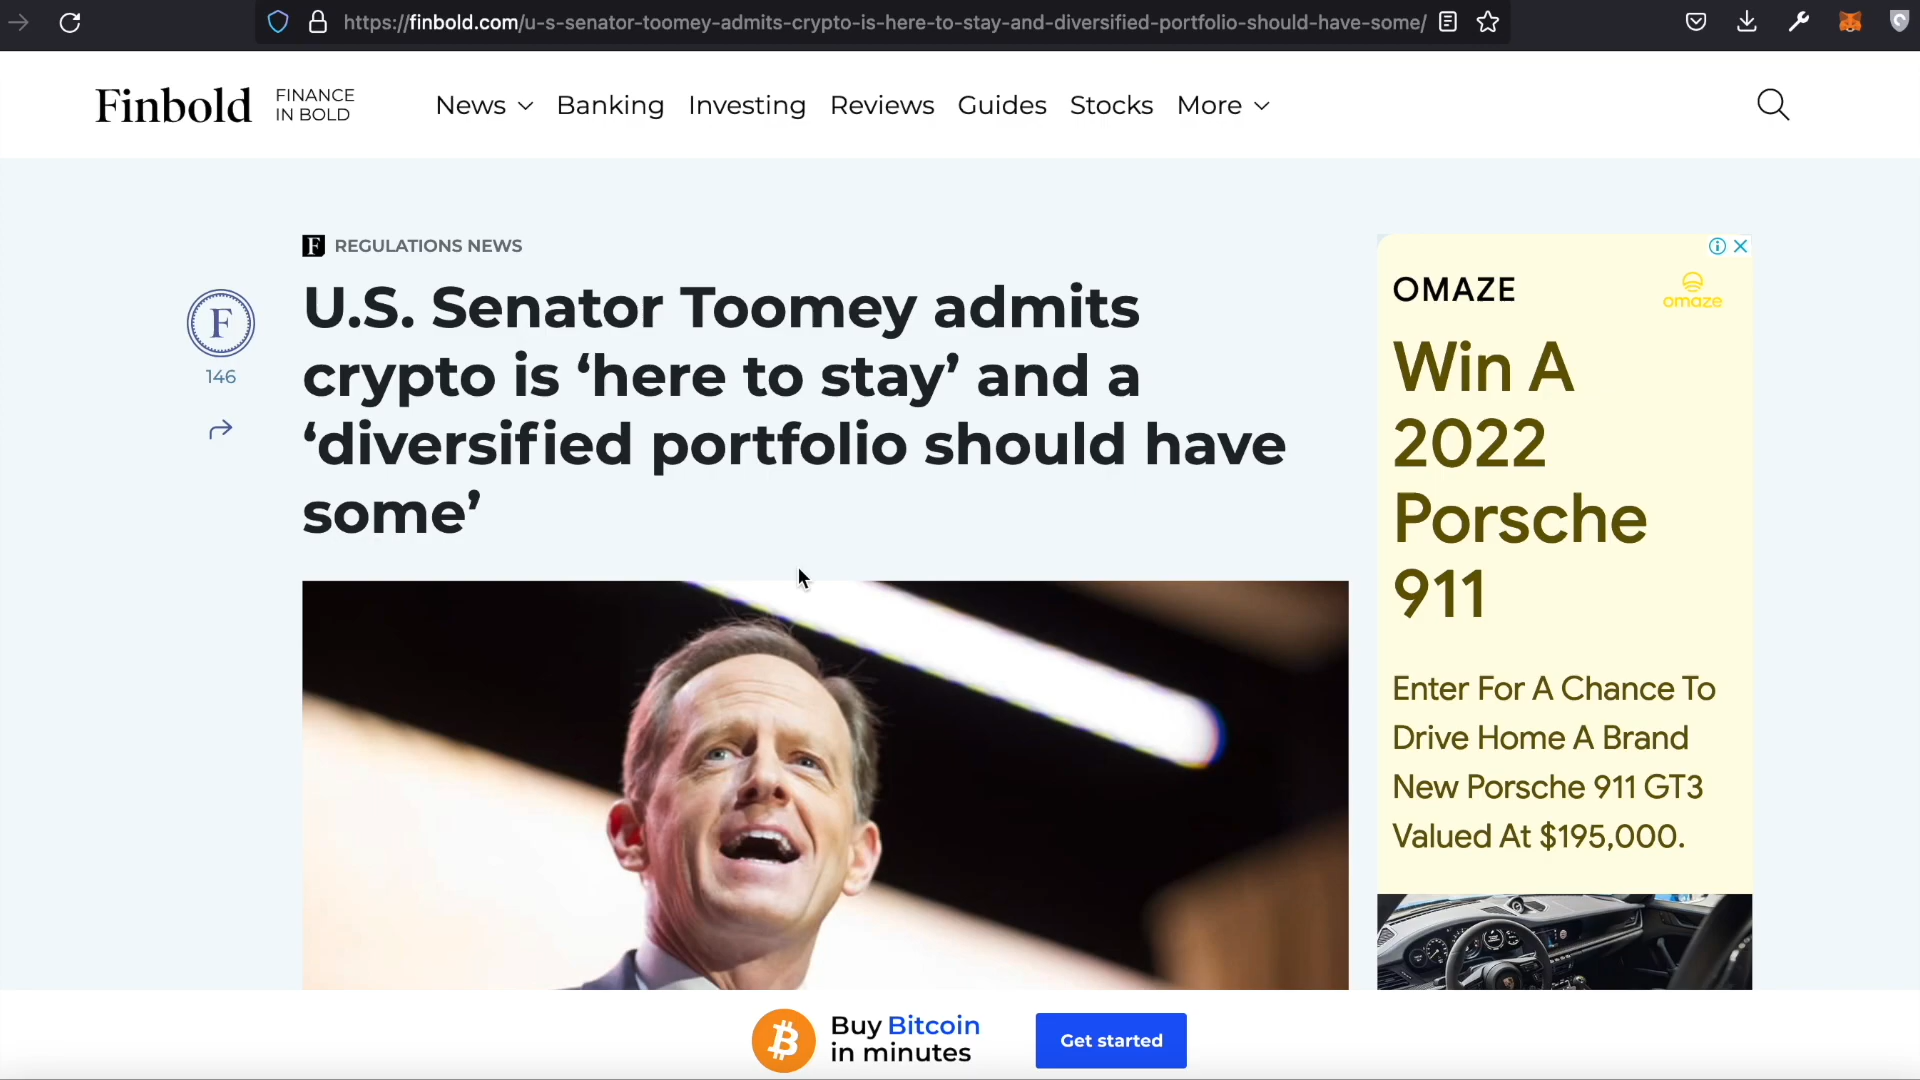 https://finbold.com/u-s-senator-toomey-admits-crypto-is-here-to-stay-and-diversified-portfolio-should-have-some/
Finbold
FINANCE
IN BOLD
News
Banking
Investing
Reviews
Guides
Stocks
More
F REGULATIONS NEWS
U.S. Senator Toomey admits
crypto is ‘here to stay’ and a
‘diversified portfolio should have
some’
F
146
OMAZE
omaze
Win A
2022
Porsche
911
Enter For A Chance To
Drive Home A Brand
New Porsche 911 GT3
Valued At $195,000.
Buy Bitcoin
in minutes
Get started